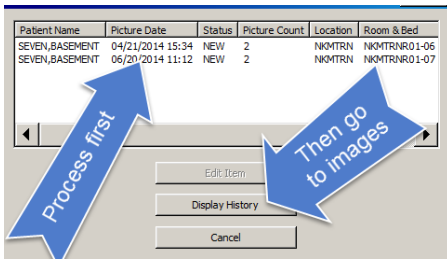 Patient Name Picture Date Status Picture Count Location Room & Bed
SEVEN,BASEMENT 04/21/2014 15:34 NEW 2 NKMTRN NKMTRNR01-06
SEVEN,BASEMENT 06/20/2014 11:12 NEW 2 NKMTRN NKMTRNR01-07
Process first
Then go
to images
Edit Item
Display History
Cancel